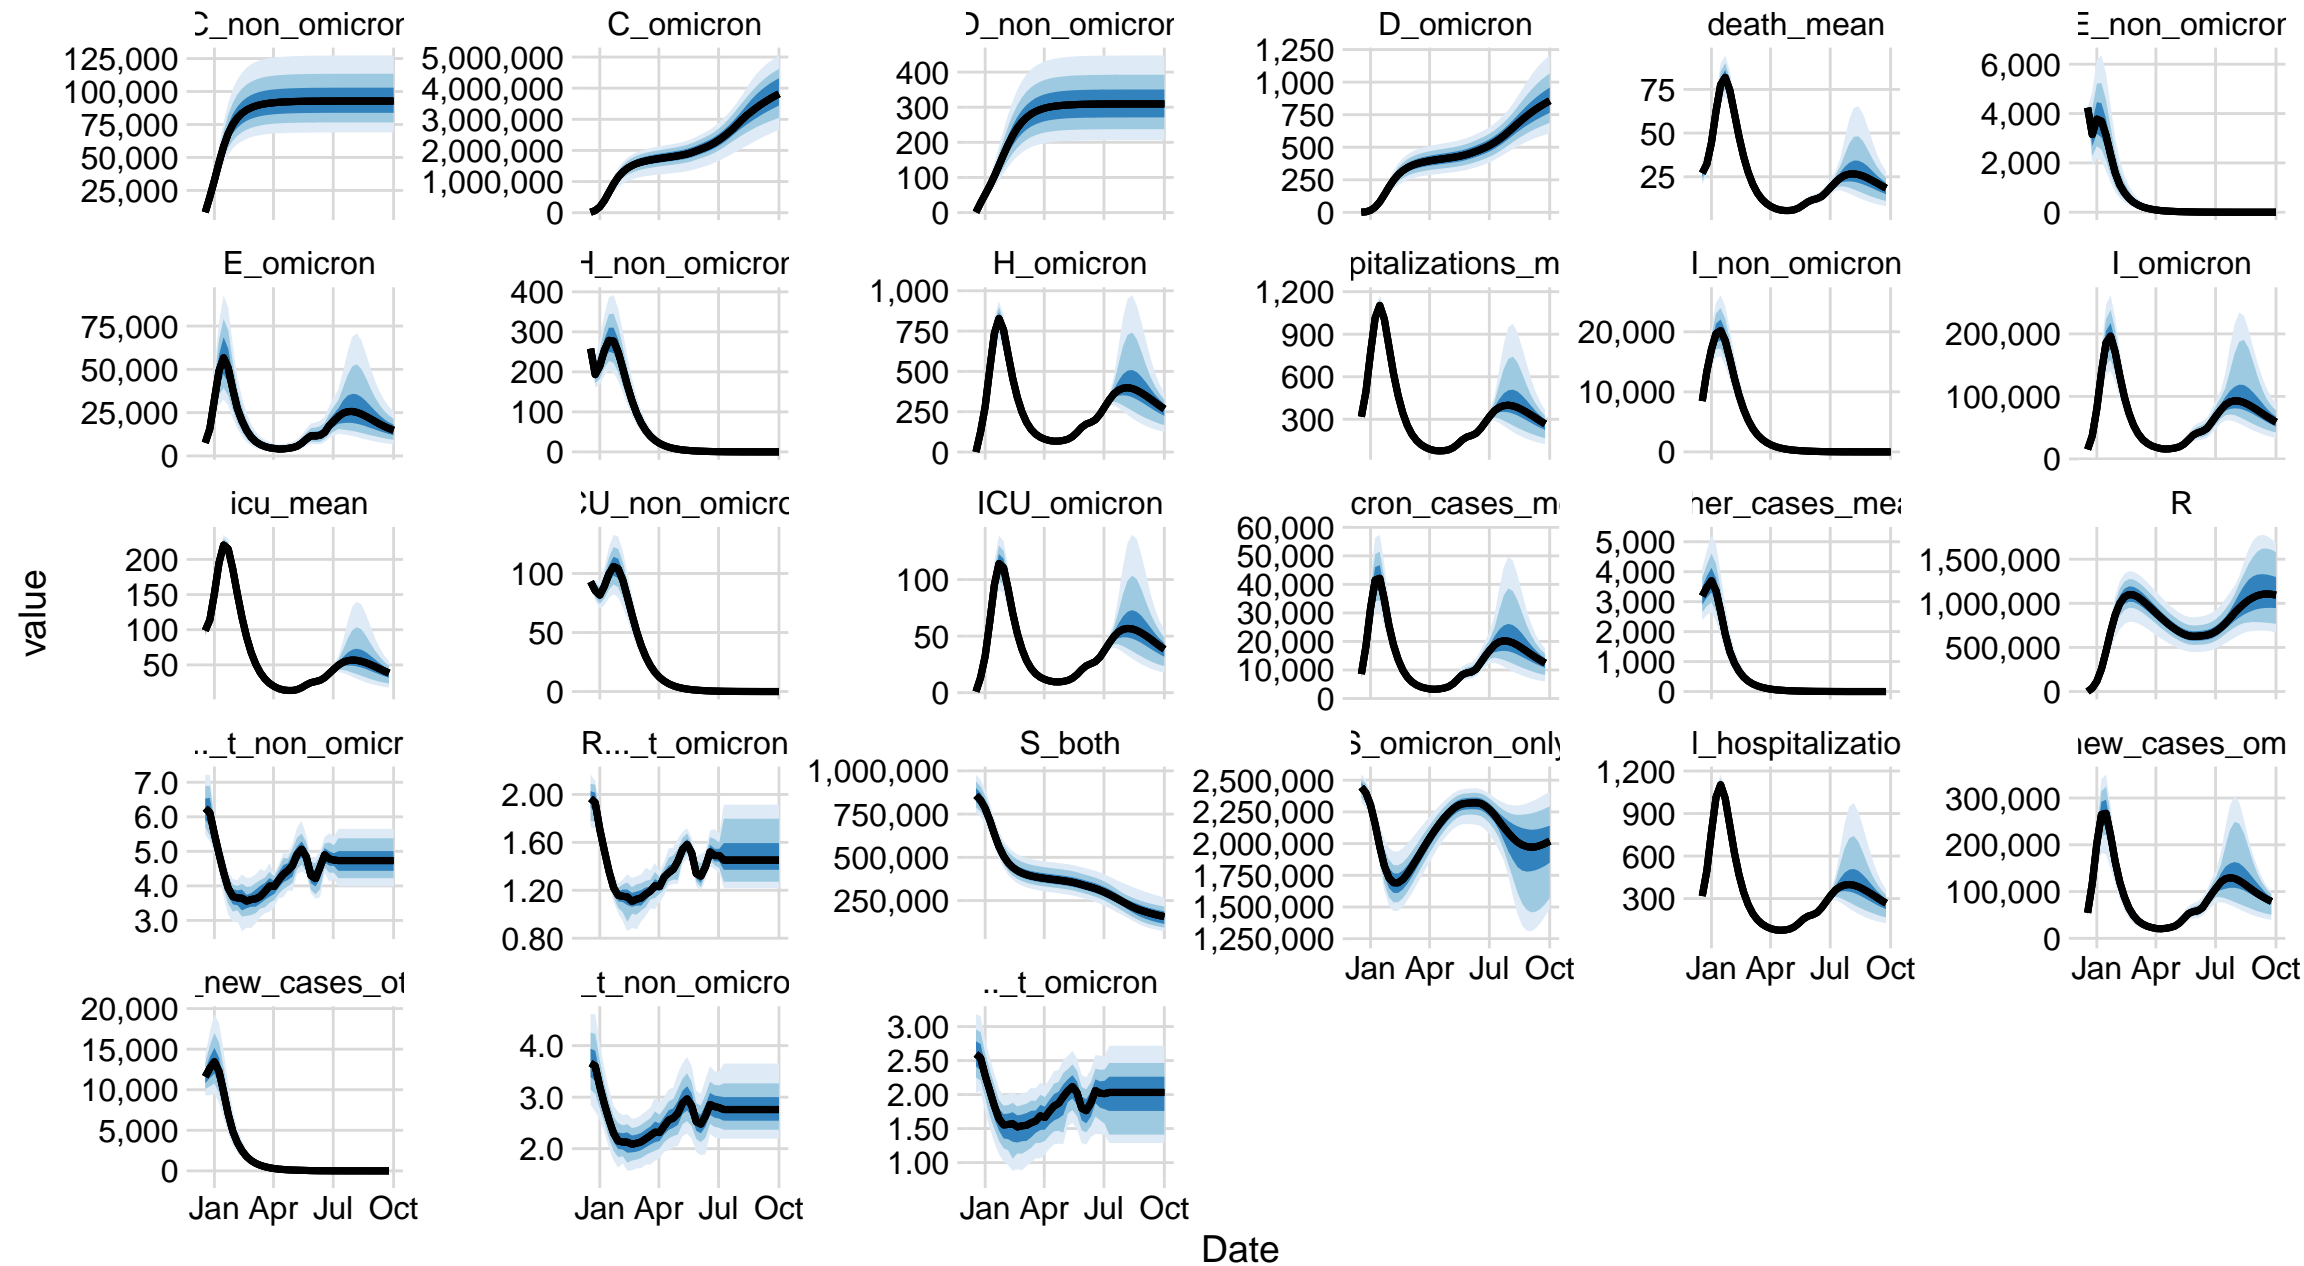 C_non_omicron C_omicron D_non_omicron D_omicron death_mean E_non_omicron
125,000 5,000,000 400 1,250 75 6,000
100,000 4,000,000 300 1,000 50 4,000
75,000 3,000,000 200 750 25 2,000
50,000 2,000,000 100 500 0
25,000 1,000,000 0 250
0 0
E_omicron H_non_omicron H_omicron pitalizations_m I_non_omicron I_omicron
75,000 400 1,000 1,200 20,000 200,000
50,000 300 750 900 10,000 100,000
25,000 200 500 600 0 0
0 100 250 300
0 0
icu_mean CU_non_omicro ICU_omicron cron_cases_me ner_cases_mea R
200 100 100 60,000 5,000 1,500,000
150 50 50 50,000 4,000 1,000,000
100 0 0 40,000 3,000 500,000
50 30,000 2,000 0
20,000 1,000
10,000 0
0
value
.._t_non_omicr R..._t_omicron S_both S_omicron_only l_hospitalizatio new_cases_om
7.0 2.00 1,000,000 2,500,000 1,200 300,000
6.0 1.60 750,000 2,250,000 900 200,000
5.0 1.20 500,000 2,000,000 600 100,000
4.0 0.80 250,000 1,750,000 300 0
3.0 1,500,000
1,250,000
Jan Apr Jul Oct Jan Apr Jul Oct Jan Apr Jul Oct
_new_cases_ot _t_non_omicro .._t_omicron
20,000 4.0 3.00
15,000 3.0 2.50
10,000 2.0 2.00
5,000 1.50
0 1.00
Jan Apr Jul Oct Jan Apr Jul Oct Jan Apr Jul Oct
Date